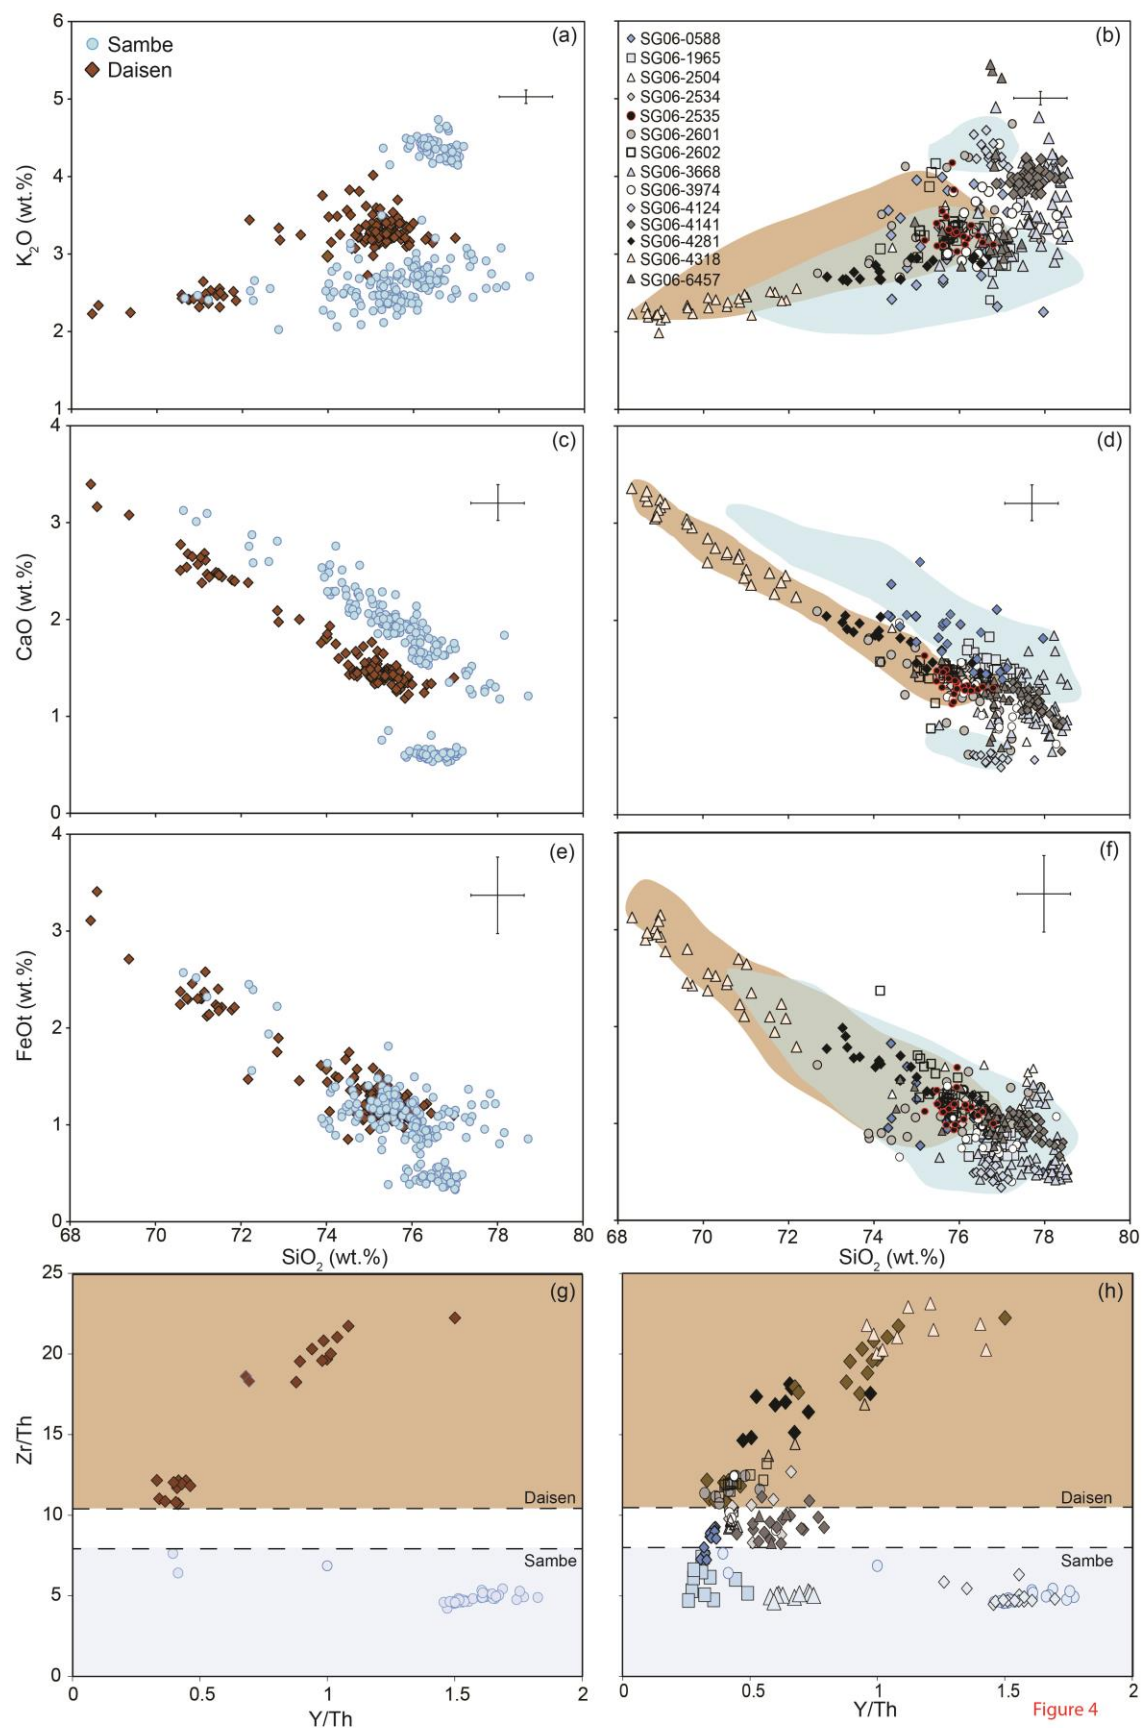 (a)
Sambe
Daisen
6
5
4
3
2
1
K₂O (wt.%)
(b)
SG06-0588
SG06-1965
SG06-2504
SG06-2534
SG06-2535
SG06-2601
SG06-2602
SG06-3668
SG06-3974
SG06-4124
SG06-4141
SG06-4281
SG06-4318
SG06-6457
(c)
4
3
2
1
0
CaO (wt.%)
(d)
(e)
4
3
2
1
0
FeOt (wt.%)
68 70 72 74 76 78 80
SiO₂ (wt.%)
(f)
68 70 72 74 76 78 80
SiO₂ (wt.%)
(g)
25
20
15
10
5
0
Zr/Th
Daisen
Sambe
0 0.5 1 1.5 2
Y/Th
(h)
Daisen
Sambe
0 0.5 1 1.5 2
Y/Th
Figure 4